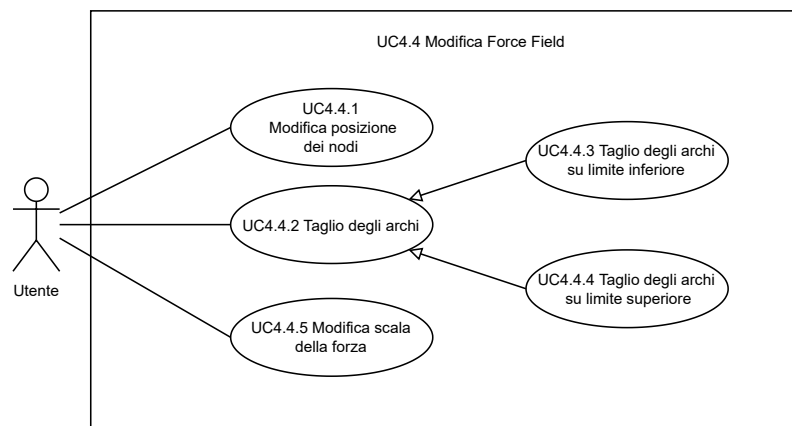 UC4.4 Modifica Force Field
UC4.4.1
Modifica posizione
dei nodi
UC4.4.3 Taglio degli archi
su limite inferiore
UC4.4.2 Taglio degli archi
UC4.4.4 Taglio degli archi
su limite superiore
Utente
UC4.4.5 Modifica scala
della forza